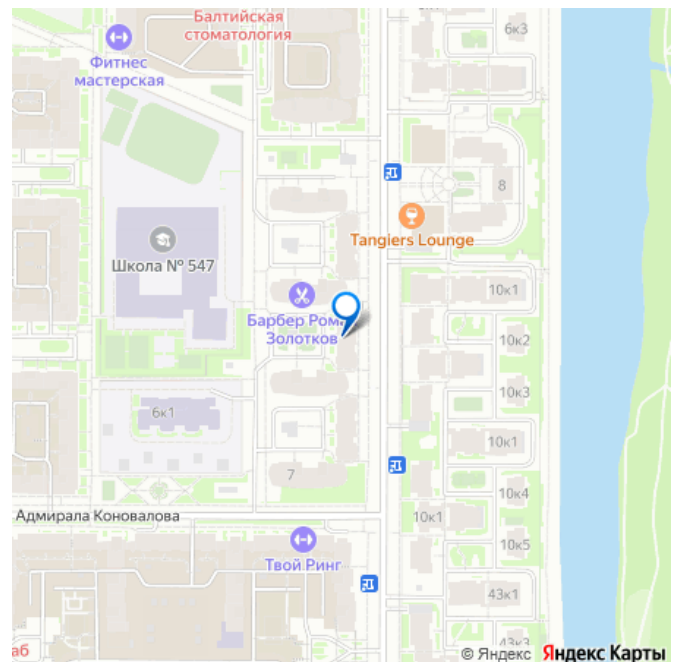 Балтийская
стоматология
6к3
Фитнес
мастерская
8
Tangiers Lounge
Школа № 547
10к1
Барбер Ром
Золотков
10к2
10к3
6к1
10к1
7
10к4
Адмирала Коновалова
10к1
10к5
Твой Ринг
43к1
43к3
аб
© Яндекс Яндекс Карты